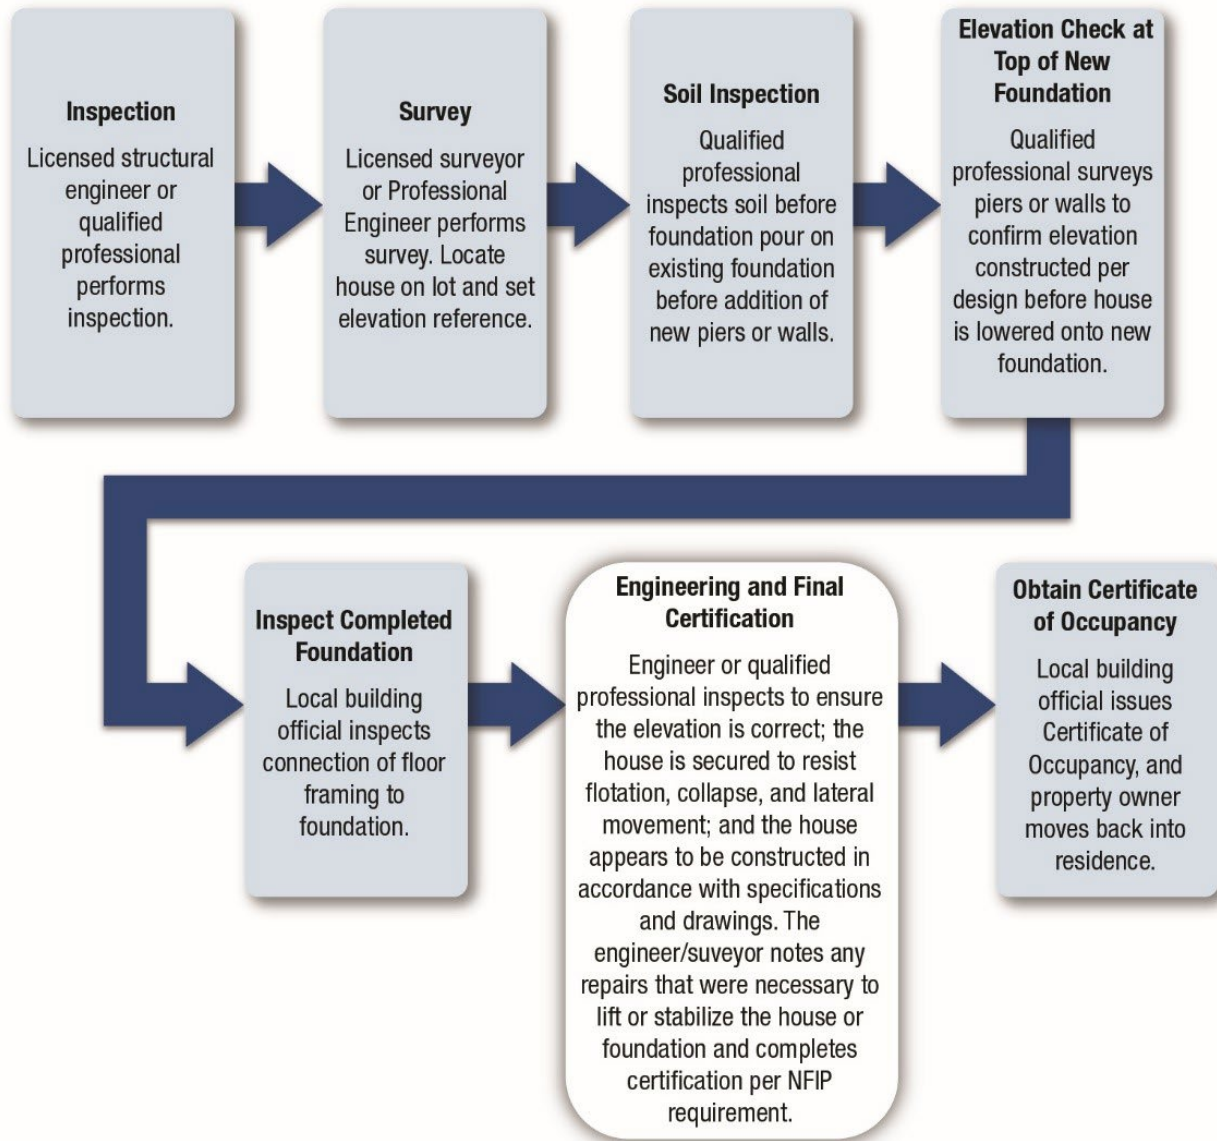 Inspection
Licensed structural
engineer or
qualified
professional
performs
inspection.
Survey
Licensed surveyor
or Professional
Engineer performs
survey. Locate
house on lot and set
elevation reference.
Soil Inspection
Qualified
professional
inspects soil before
foundation pour on
existing foundation
before addition of
new piers or walls.
Elevation Check at
Top of New
Foundation
Qualified
professional surveys
piers or walls to
confirm elevation
constructed per
design before house
is lowered onto new
foundation.
Inspect Completed
Foundation
Local building
official inspects
connection of floor
framing to
foundation.
Engineering and Final
Certification
Engineer or qualified
professional inspects to ensure
the elevation is correct; the
house is secured to resist
flotation, collapse, and lateral
movement; and the house
appears to be constructed in
accordance with specifications
and drawings. The
engineer/suveyor notes any
repairs that were necessary to
lift or stabilize the house or
foundation and completes
certification per NFIP
requirement.
Obtain Certificate
of Occupancy
Local building
official issues
Certificate of
Occupancy, and
property owner
moves back into
residence.